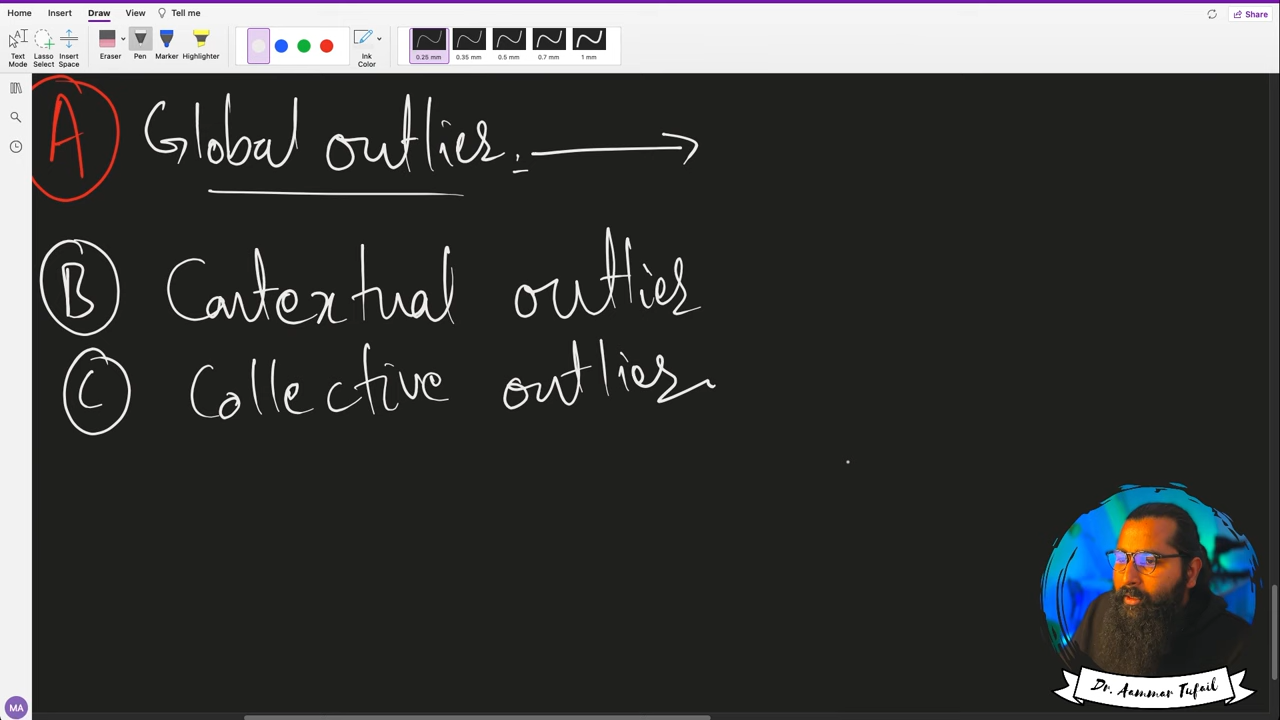 Home Insert Draw View Tell me
Share
Text Mode
Lasso Select
Insert Space
Eraser
Pen
Marker
Highlighter
Ink Color
0.25 mm
0.35 mm
0.5 mm
0.7 mm
1 mm
A Global outlier :
B Contextual outlier
C Collective outlier
Dr. Aammar Tufail
MA